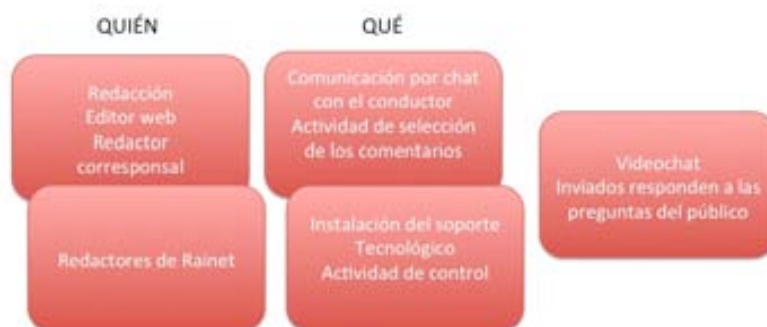 QUIÉN
QUÉ
Redacción
Editor web
Redactor
corresponsal
Comunicación por chat
con el conductor
Actividad de selección
de los comentarios
Videochat
Inviados responden a las
preguntas del público
Redactores de Rainet
Instalación del soporte
Tecnológico
Actividad de control